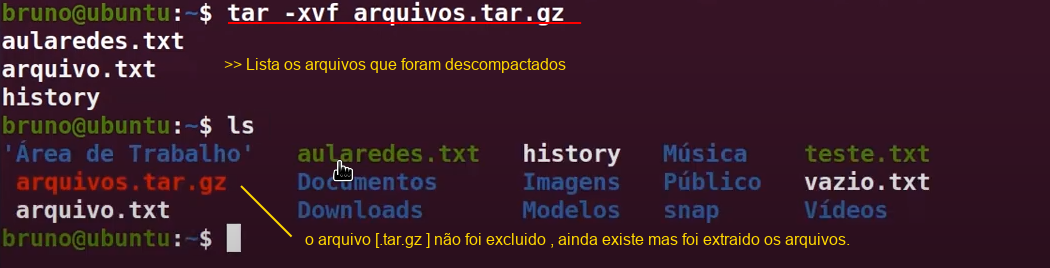 bruno@ubuntu:~$ tar -xvf arquivos.tar.gz
aularedes.txt
>> Lista os arquivos que foram descompactados
arquivo.txt
history
bruno@ubuntu:~$ ls
'Área de Trabalho' aularedes.txt history Música teste.txt
arquivos.tar.gz Documentos Imagens Público vazio.txt
arquivo.txt Downloads Modelos snap Vídeos
bruno@ubuntu:~$
o arquivo [.tar.gz ] não foi excluido , ainda existe mas foi extraido os arquivos.